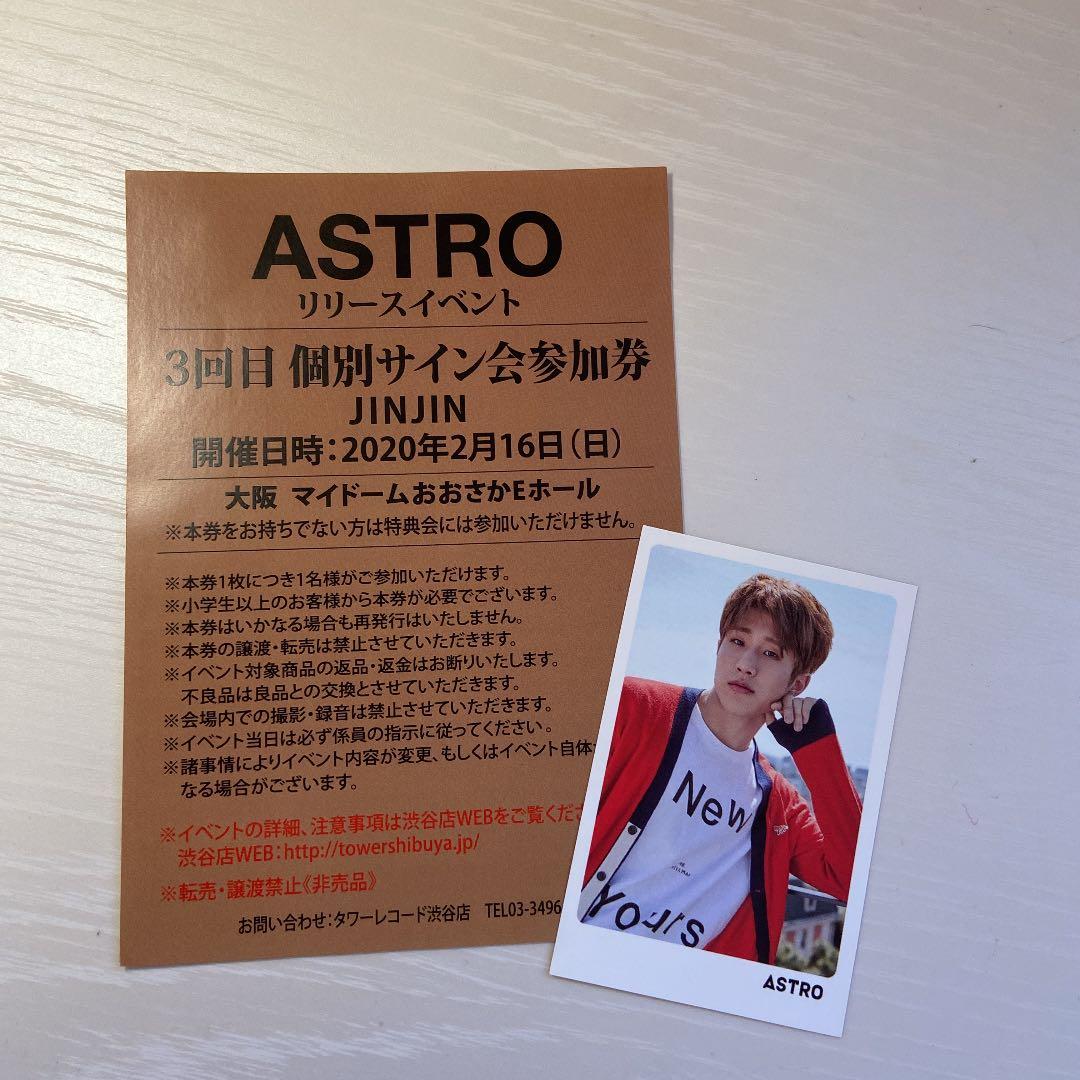 ASTRO
リリースイベント
3回目 個別サイン会参加券
JINJIN
開催日時：2020年2月16日（日）
大阪 マイドームおおさかEホール
※本券をお持ちでない方は特典会には参加いただけません。
※本券1枚につき1名様がご参加いただけます。
※小学生以上のお客様から本券が必要でございます。
※本券はいかなる場合も再発行はいたしません。
※本券の譲渡・転売は禁止させていただきます。
※イベント対象商品の返品・返金はお断りいたします。
不良品は良品との交換とさせていただきます。
※会場内での撮影・録音は禁止させていただきます。
※イベント当日は必ず係員の指示に従ってください。
※諸事情によりイベント内容が変更、もしくはイベント自体
なる場合がございます。
※イベントの詳細、注意事項は渋谷店WEBをご覧くださ
渋谷店WEB：http://towershibuya.jp/
※転売・譲渡禁止《非売品》
お問い合わせ：タワーレコード渋谷店 TEL03-3496
New
Yours
ASTRO